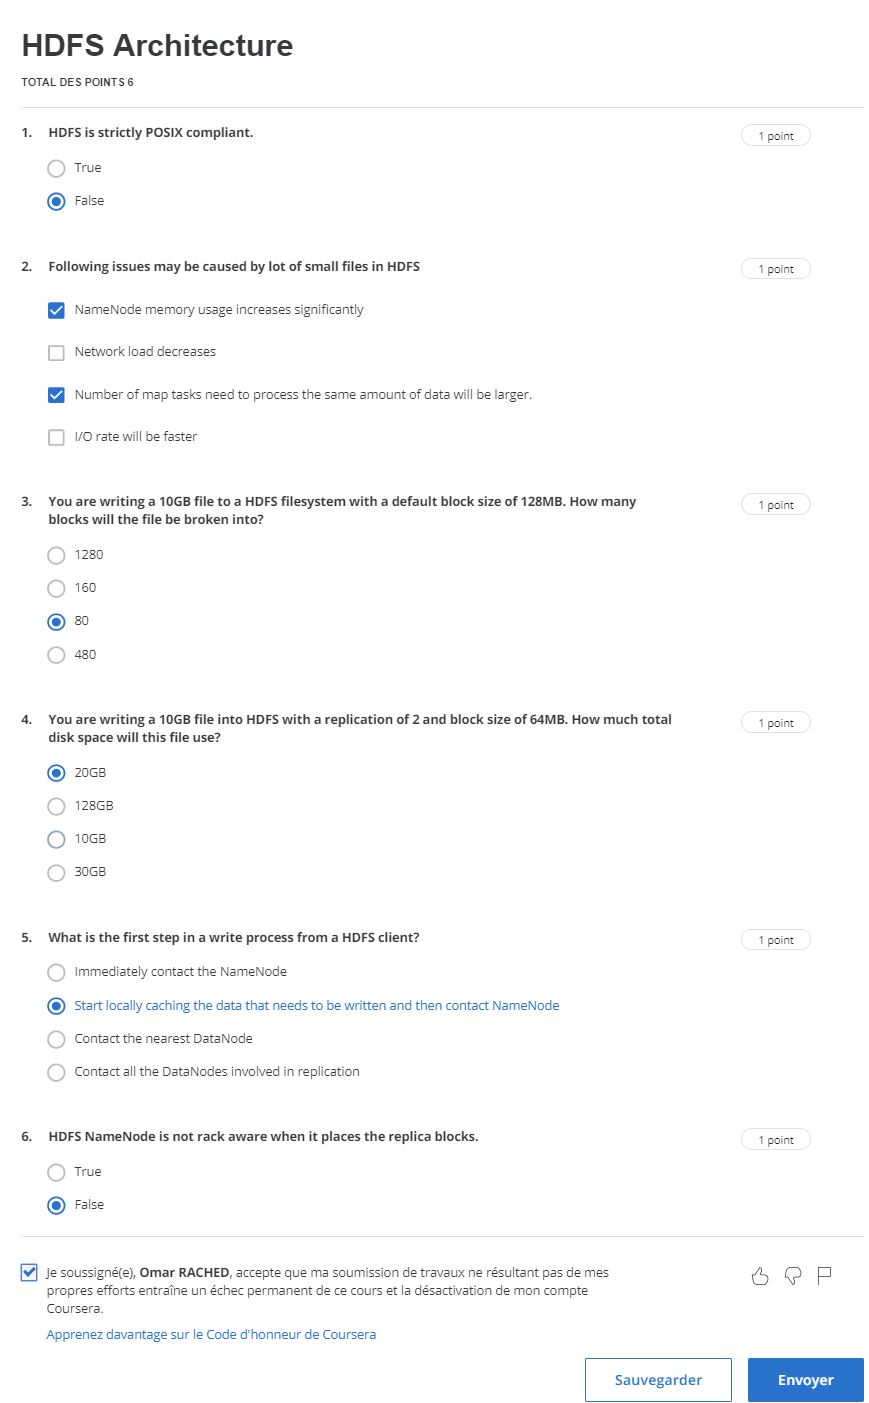 HDFS Architecture
TOTAL DES POINTS 6
1. HDFS is strictly POSIX compliant.
1 point
True
False
2. Following issues may be caused by lot of small files in HDFS
1 point
NameNode memory usage increases significantly
Network load decreases
Number of map tasks need to process the same amount of data will be larger.
I/O rate will be faster
3. You are writing a 10GB file to a HDFS filesystem with a default block size of 128MB. How many
blocks will the file be broken into?
1 point
1280
160
80
480
4. You are writing a 10GB file into HDFS with a replication of 2 and block size of 64MB. How much total
disk space will this file use?
1 point
20GB
128GB
10GB
30GB
5. What is the first step in a write process from a HDFS client?
1 point
Immediately contact the NameNode
Start locally caching the data that needs to be written and then contact NameNode
Contact the nearest DataNode
Contact all the DataNodes involved in replication
6. HDFS NameNode is not rack aware when it places the replica blocks.
1 point
True
False
Je soussigné(e), Omar RACHED, accepte que ma soumission de travaux ne résultant pas de mes
propres efforts entraîne un échec permanent de ce cours et la désactivation de mon compte
Coursera.
Apprenez davantage sur le Code d'honneur de Coursera
Sauvegarder
Envoyer